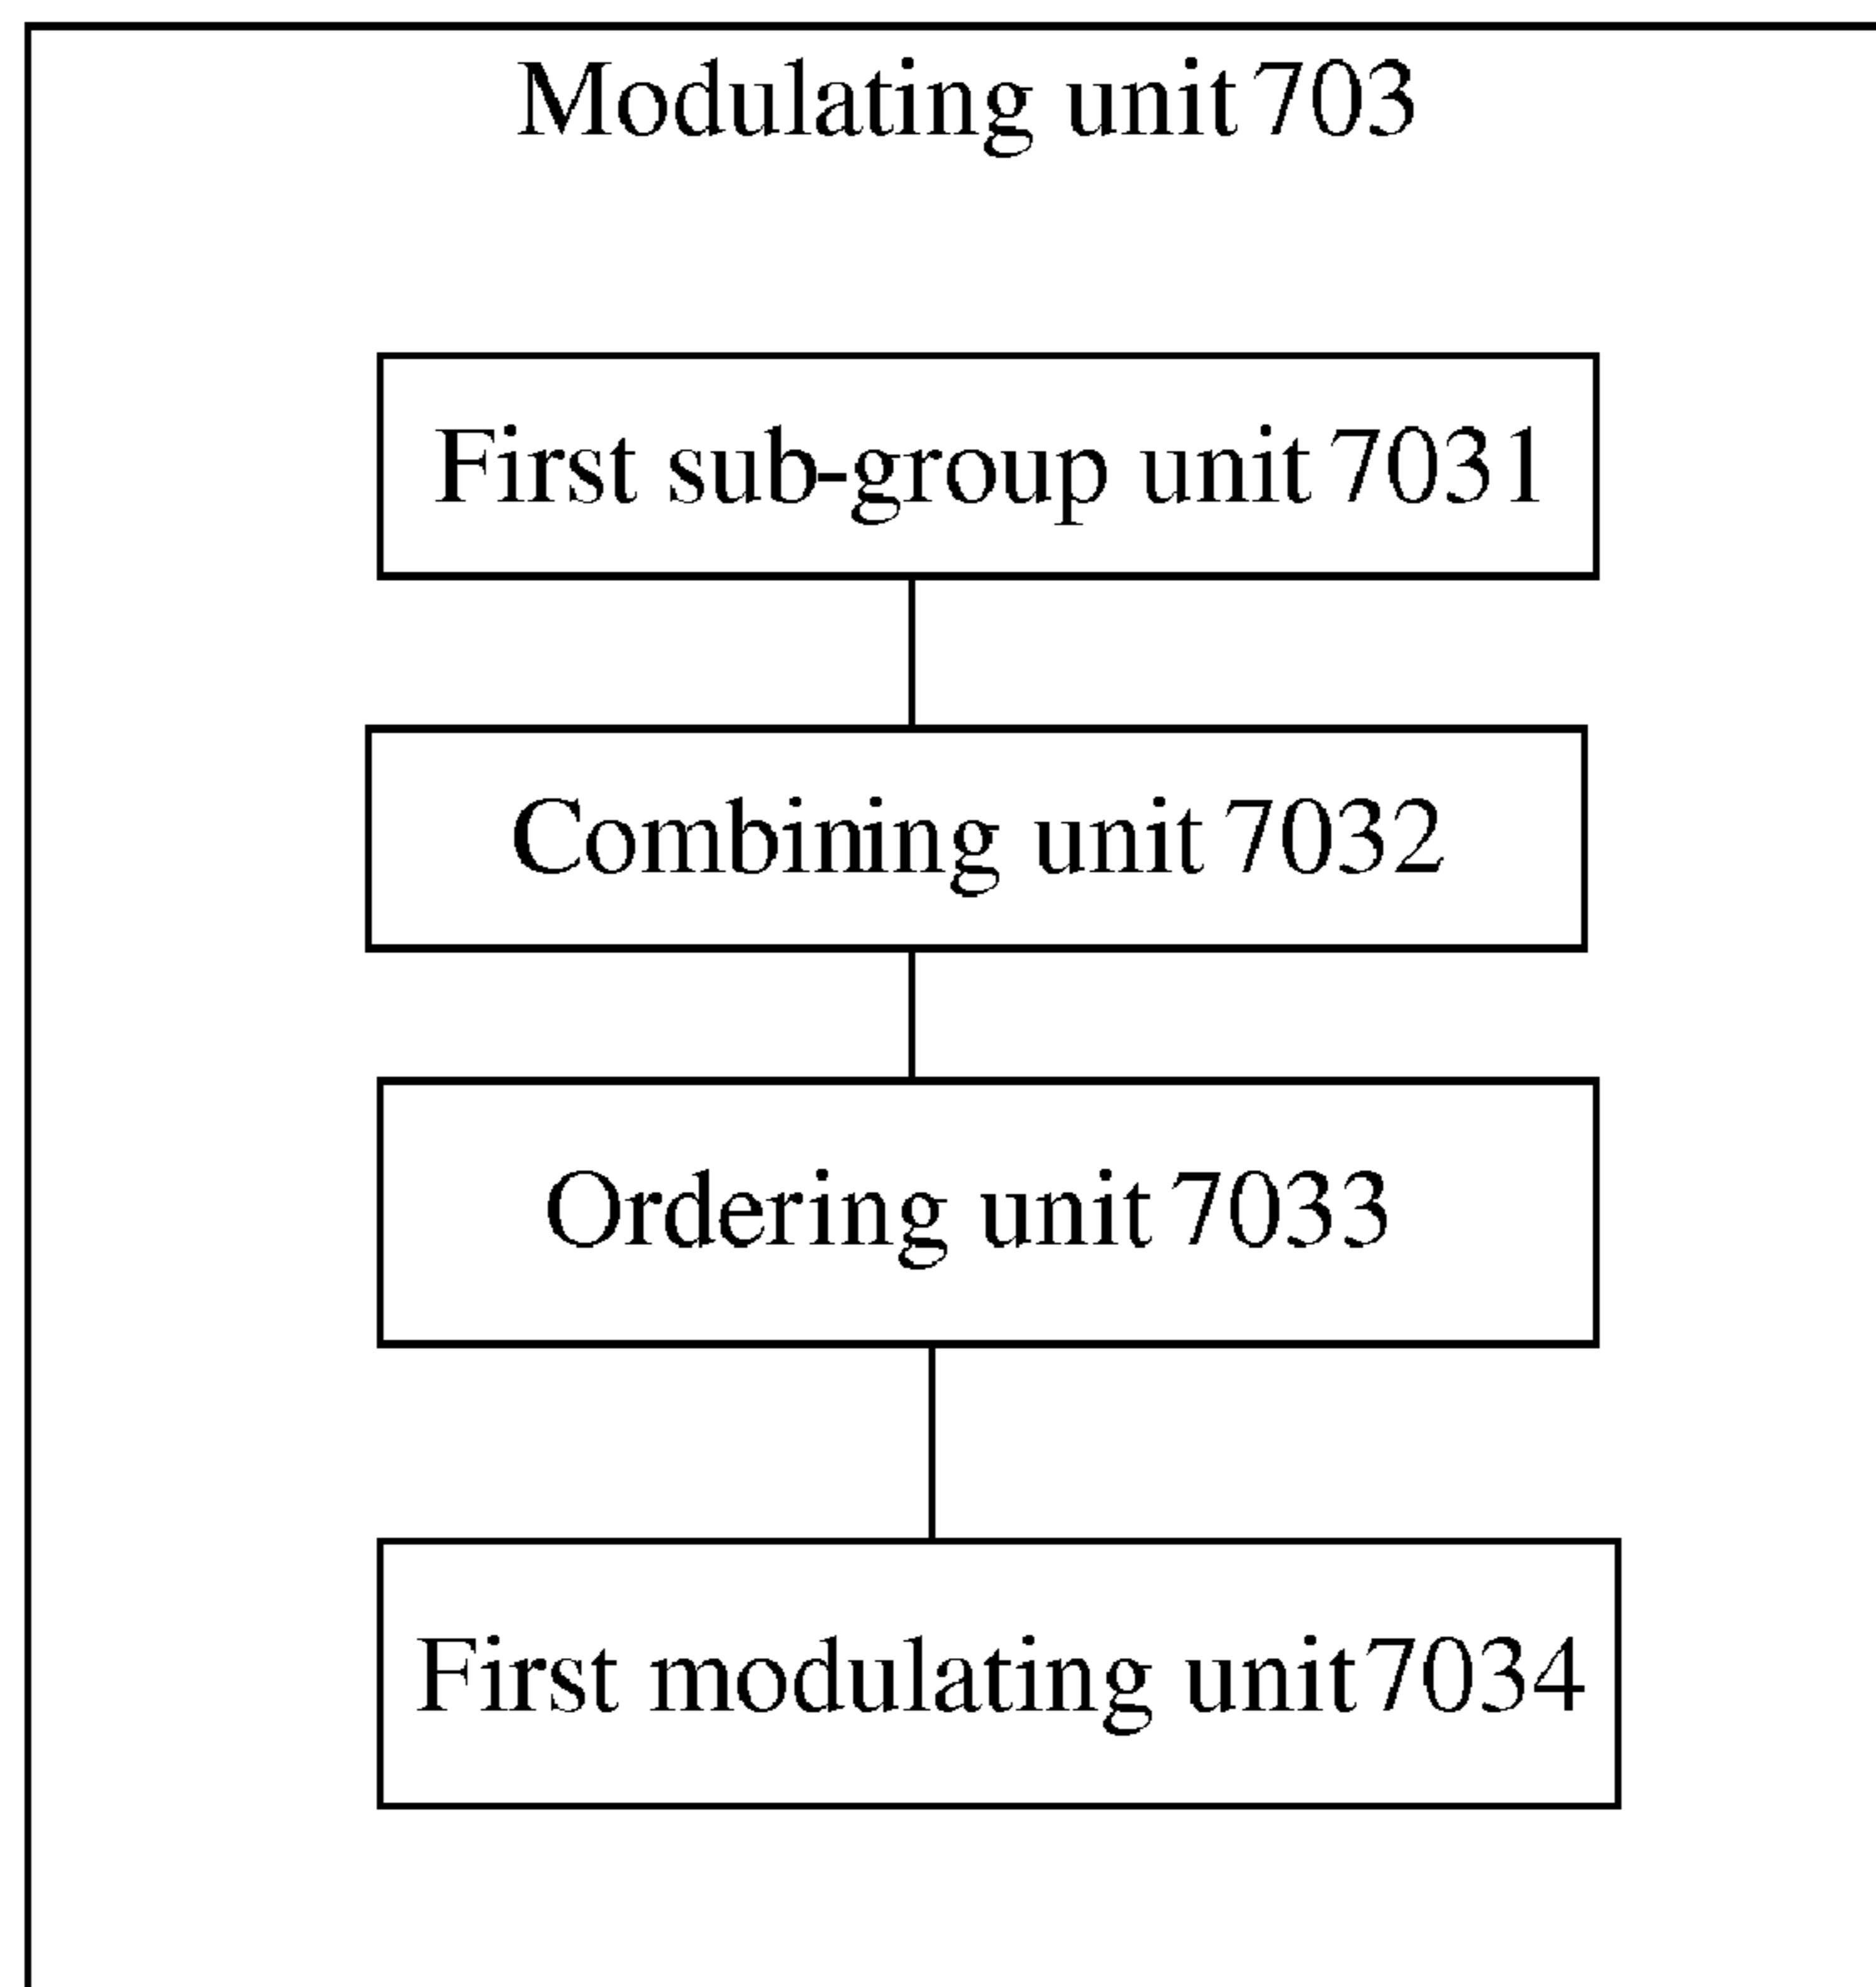 Modulating unit 703
First sub-group unit 7031
Combining unit 7032
Ordering unit 7033
First modulating unit 7034